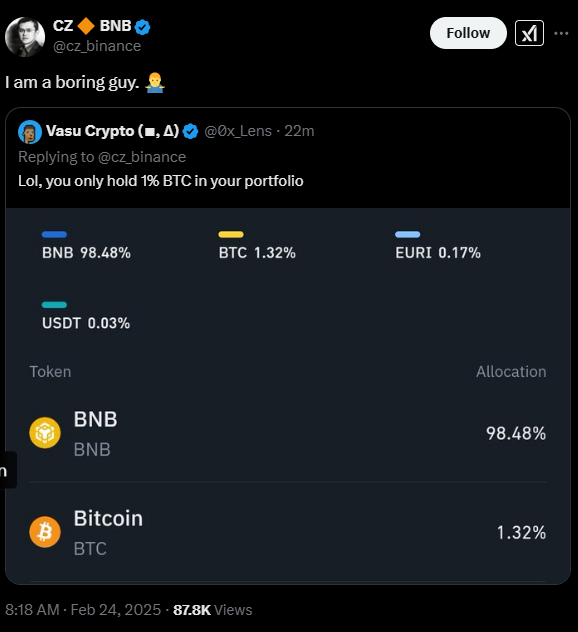 CZ 🔶 BNB
@cz_binance
Follow
I am a boring guy. 🤷‍♂️
Vasu Crypto (■, Δ) @0x_Lens · 22m
Replying to @cz_binance
Lol, you only hold 1% BTC in your portfolio
BNB 98.48% BTC 1.32% EURI 0.17%
USDT 0.03%
Token Allocation
BNB
98.48%
BNB
n
Bitcoin
1.32%
BTC
8:18 AM · Feb 24, 2025 · 87.8K Views